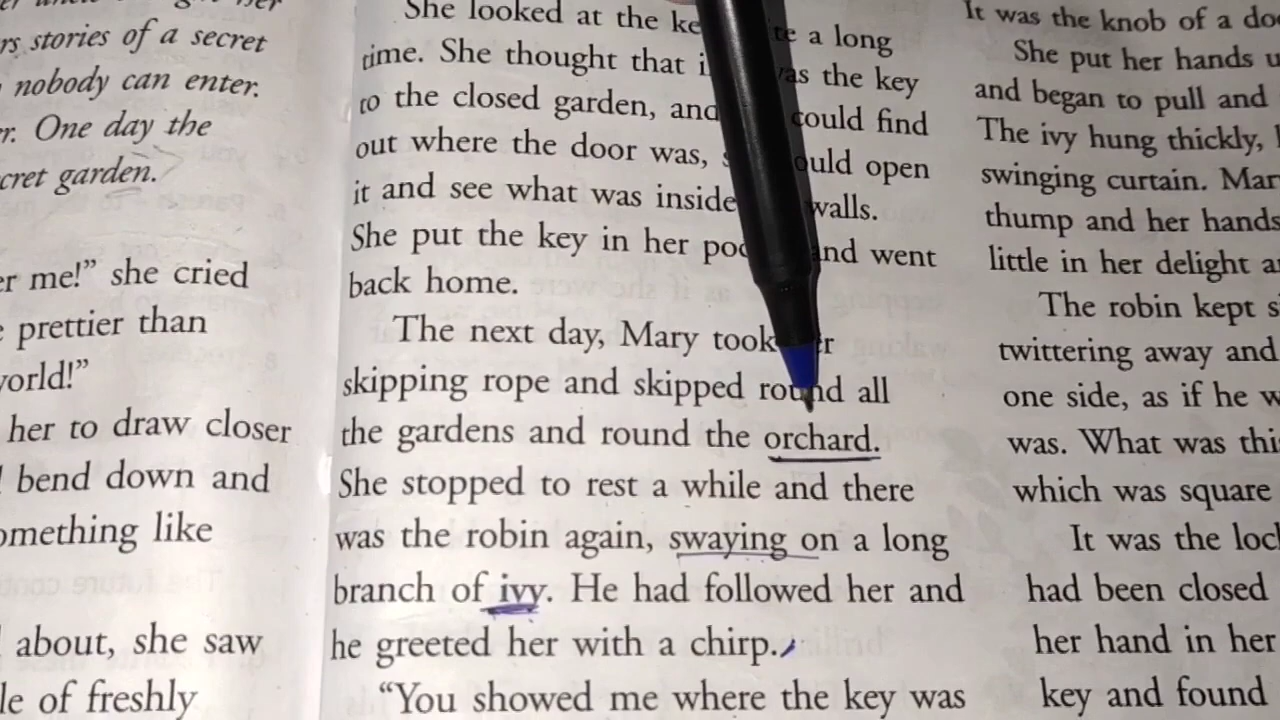 rs stories of a secret
nobody can enter.
r. One day the
cret garden.
er me!” she cried
prettier than
orld!”
her to draw closer
bend down and
omething like
about, she saw
le of freshly
She looked at the ke te a long
time. She thought that i as the key
to the closed garden, and could find
out where the door was, s ould open
it and see what was inside walls.
She put the key in her poc and went
back home.
The next day, Mary took er
skipping rope and skipped round all
the gardens and round the orchard.
She stopped to rest a while and there
was the robin again, swaying on a long
branch of ivy. He had followed her and
he greeted her with a chirp.
“You showed me where the key was
It was the knob of a do
She put her hands u
and began to pull and
The ivy hung thickly,
swinging curtain. Mar
thump and her hands
little in her delight a
The robin kept s
twittering away and
one side, as if he w
was. What was thi
which was square
It was the loc
had been closed
her hand in her
key and found